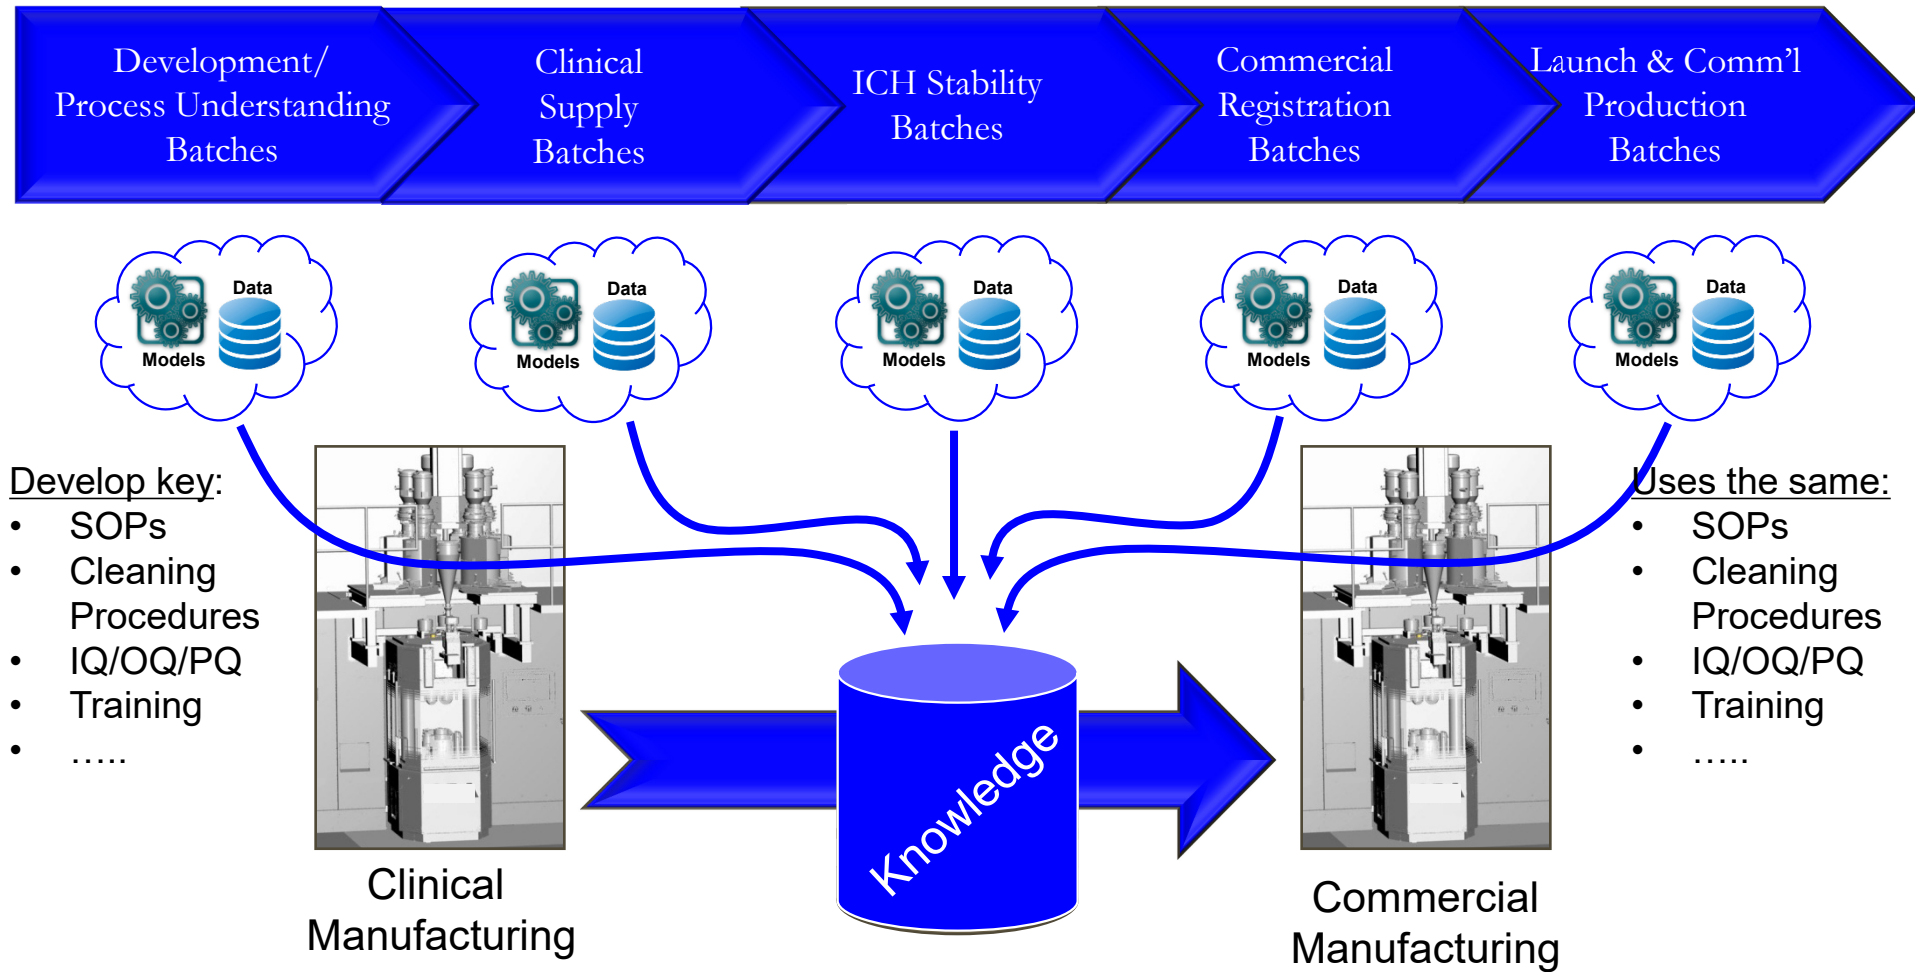 Development/
Process Understanding
Batches
Clinical
Supply
Batches
ICH Stability
Batches
Commercial
Registration
Batches
Launch & Comm’l
Production
Batches
Data
Models
Data
Models
Data
Models
Data
Models
Data
Models
Develop key:
• SOPs
• Cleaning
Procedures
• IQ/OQ/PQ
• Training
• …..
Clinical
Manufacturing
Knowledge
Uses the same:
• SOPs
• Cleaning
Procedures
• IQ/OQ/PQ
• Training
•
…..
Commercial
Manufacturing